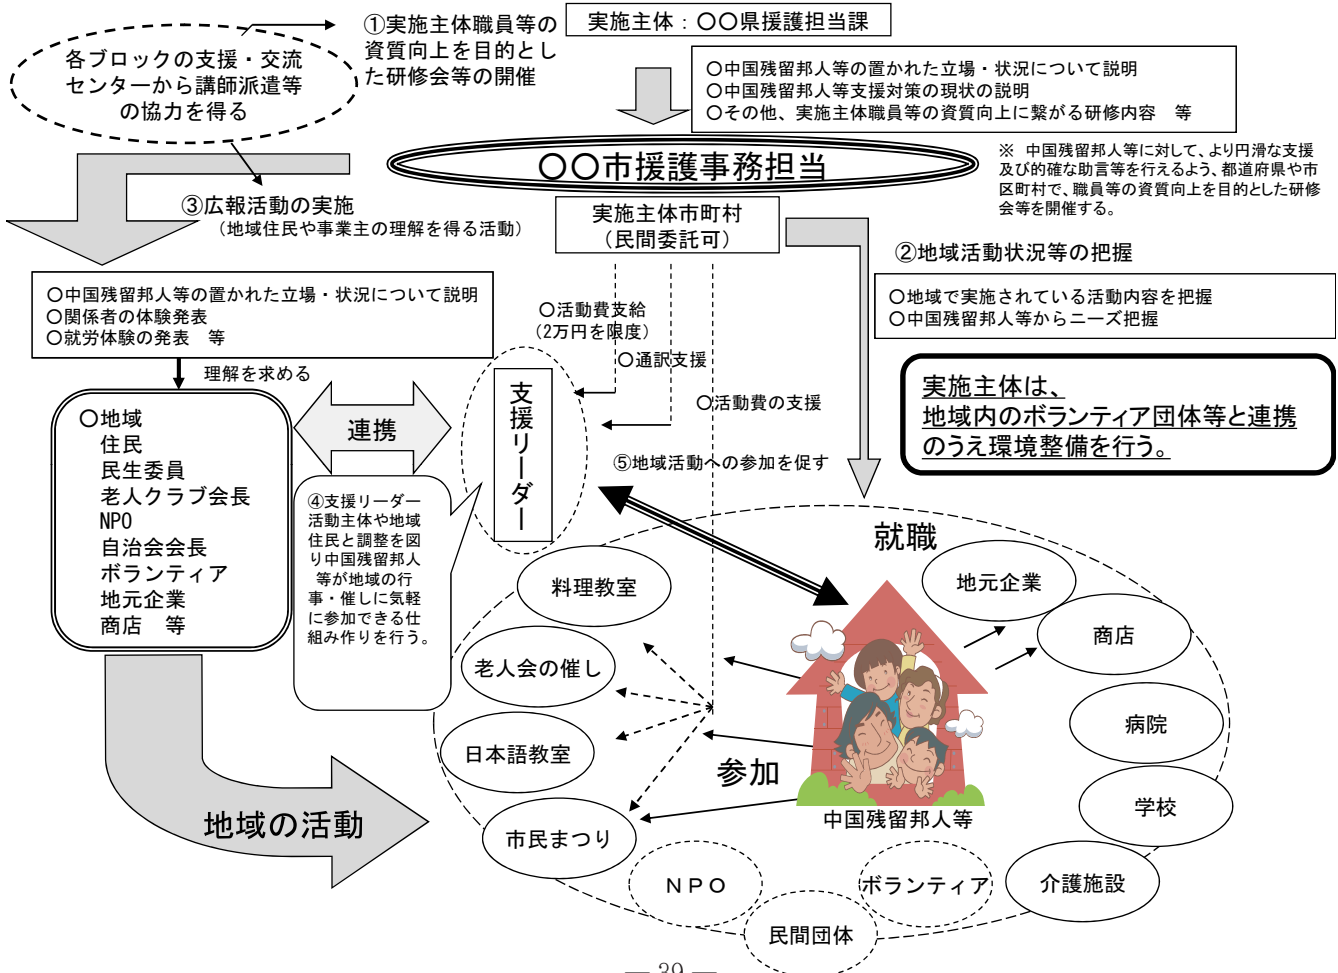 各ブロックの支援・交流
センターから講師派遣等
の協力を得る
①実施主体職員等の
資質向上を目的とし
た研修会等の開催
実施主体：〇〇県援護担当課
〇中国残留邦人等の置かれた立場・状況について説明
〇中国残留邦人等支援対策の現状の説明
〇その他、実施主体職員等の資質向上に繋がる研修内容　等
〇〇市援護事務担当
※　中国残留邦人等に対して、より円滑な支援
及び的確な助言等を行えるよう、都道府県や市
区町村で、職員等の資質向上を目的とした研修
会等を開催する。
③広報活動の実施
（地域住民や事業主の理解を得る活動）
実施主体市町村
（民間委託可）
②地域活動状況等の把握
〇中国残留邦人等の置かれた立場・状況について説明
〇関係者の体験発表
〇就労体験の発表　等
〇地域で実施されている活動内容を把握
〇中国残留邦人等からニーズ把握
〇活動費支給
（2万円を限度）
〇通訳支援
〇活動費の支援
理解を求める
実施主体は、
地域内のボランティア団体等と連携
のうえ環境整備を行う。
〇地域
住民
民生委員
老人クラブ会長
NPO
自治会会長
ボランティア
地元企業
商店　等
連携
支援リーダー
⑤地域活動への参加を促す
④支援リーダー
活動主体や地域
住民と調整を図
り中国残留邦人
等が地域の行
事・催しに気軽
に参加できる仕
組み作りを行う。
就職
料理教室
地元企業
商店
老人会の催し
病院
日本語教室
参加
学校
中国残留邦人等
地域の活動
市民まつり
ＮＰＯ
ボランティア
介護施設
民間団体
― 39 ―